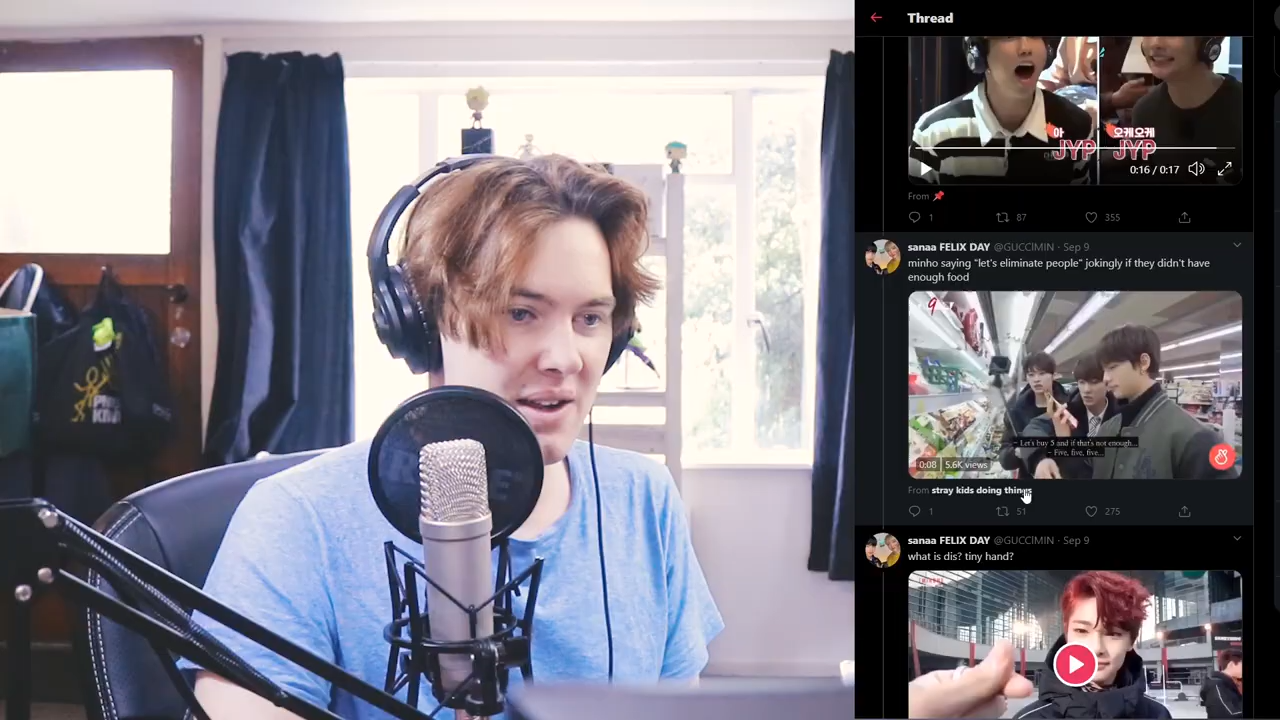 Thread
아
오케오케
JYP
JYP
0:16 / 0:17
From
1
87
355
sanaa FELIX DAY @GUCCIMIN · Sep 9
minho saying "let's eliminate people" jokingly if they didn't have
enough food
9
– Let's buy 5 and if that's not enough...
– Five, five, five...
0:08
5.6K views
From stray kids doing things
1
51
275
sanaa FELIX DAY @GUCCIMIN · Sep 9
what is dis? tiny hand?